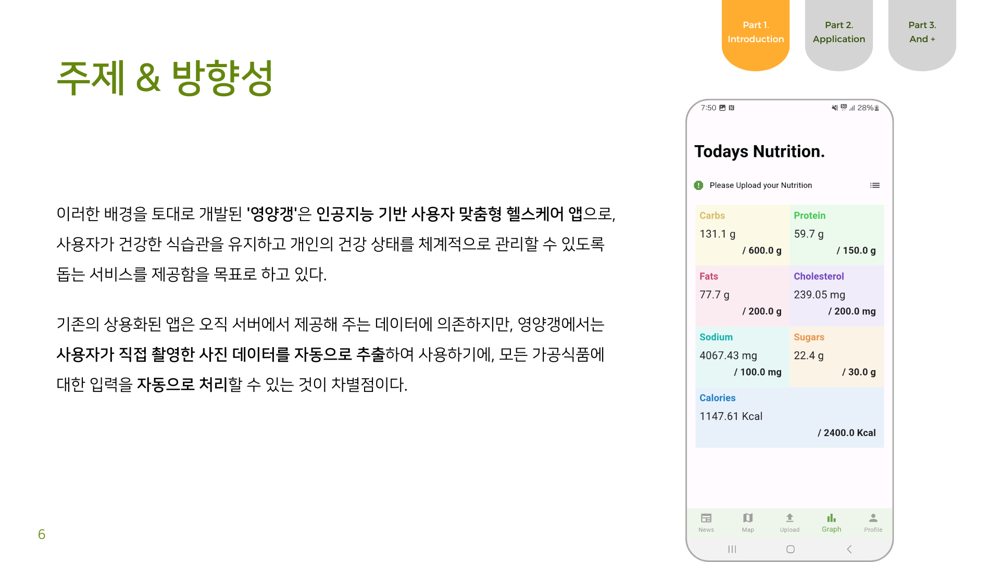 Part 1.
Introduction
Part 2.
Application
Part 3.
And +
주제 & 방향성
이러한 배경을 토대로 개발된 '영양갱'은 인공지능 기반 사용자 맞춤형 헬스케어 앱으로,
사용자가 건강한 식습관을 유지하고 개인의 건강 상태를 체계적으로 관리할 수 있도록
돕는 서비스를 제공함을 목표로 하고 있다.
기존의 상용화된 앱은 오직 서버에서 제공해 주는 데이터에 의존하지만, 영양갱에서는
사용자가 직접 촬영한 사진 데이터를 자동으로 추출하여 사용하기에, 모든 가공식품에
대한 입력을 자동으로 처리할 수 있는 것이 차별점이다.
6
7:50
28%
Todays Nutrition.
Please Upload your Nutrition
Carbs
131.1 g
/ 600.0 g
Protein
59.7 g
/ 150.0 g
Fats
77.7 g
/ 200.0 g
Cholesterol
239.05 mg
/ 200.0 mg
Sodium
4067.43 mg
/ 100.0 mg
Sugars
22.4 g
/ 30.0 g
Calories
1147.61 Kcal
/ 2400.0 Kcal
News
Map
Upload
Graph
Profile